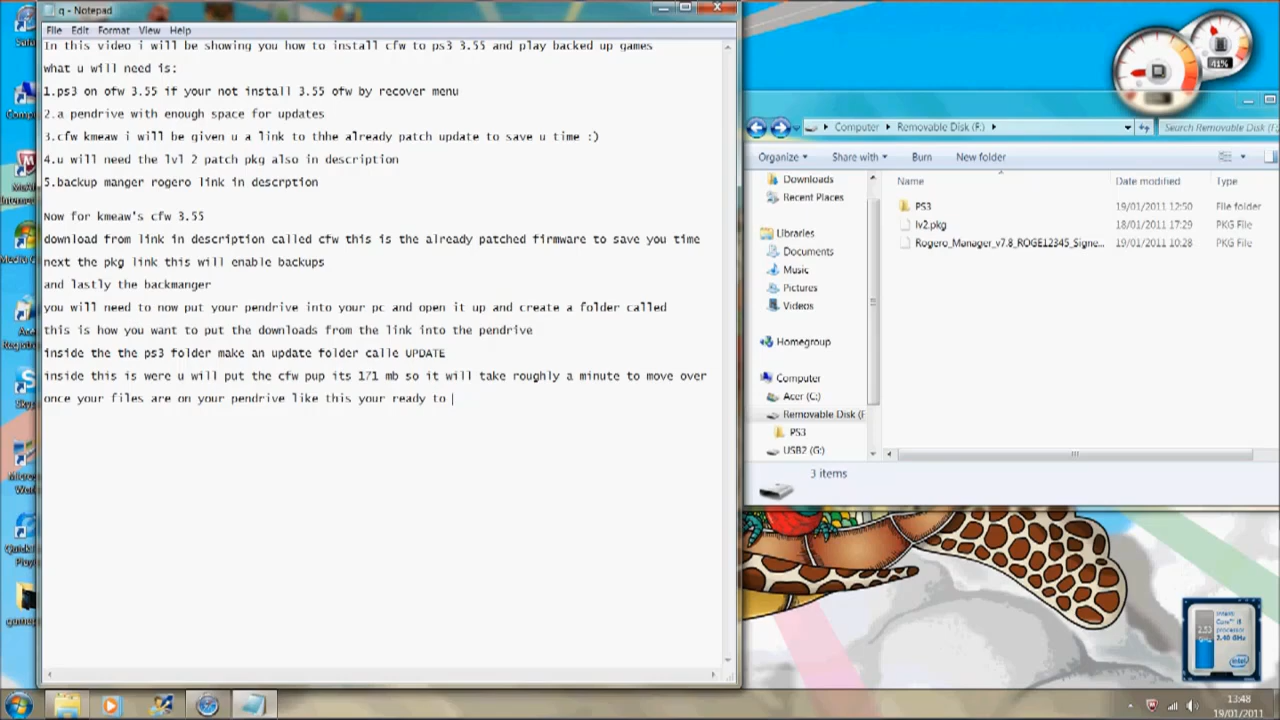 q - Notepad
File Edit Format View Help
In this video i will be showing you how to install cfw to ps3 3.55 and play backed up games
what u will need is:
1.ps3 on ofw 3.55 if your not install 3.55 ofw by recover menu
2.a pendrive with enough space for updates
3.cfw kmeaw i will be given u a link to thhe already patch update to save u time :)
4.u will need the lvl 2 patch pkg also in description
5.backup manger rogero link in descrption
Now for kmeaw's cfw 3.55
download from link in description called cfw this is the already patched firmware to save you time
next the pkg link this will enable backups
and lastly the backmanger
you will need to now put your pendrive into your pc and open it up and create a folder called
this is how you want to put the downloads from the link into the pendrive
inside the the ps3 folder make an update folder calle UPDATE
inside this is were u will put the cfw pup its 171 mb so it will take roughly a minute to move over
once your files are on your pendrive like this your ready to
41%
Computer Removable Disk (F:)
Search Removable Disk (F:)
Organize Share with Burn New folder
Name Date modified Type
Downloads
Recent Places
Libraries
Documents
Music
Pictures
Videos
Homegroup
Computer
Acer (C:)
Removable Disk (F
PS3
USB2 (G:)
PS3 19/01/2011 12:50 File folder
lv2.pkg 18/01/2011 17:29 PKG File
Rogero_Manager_v7.8_ROGE12345_Signe... 19/01/2011 10:28 PKG File
3 items
13:48
19/01/2011